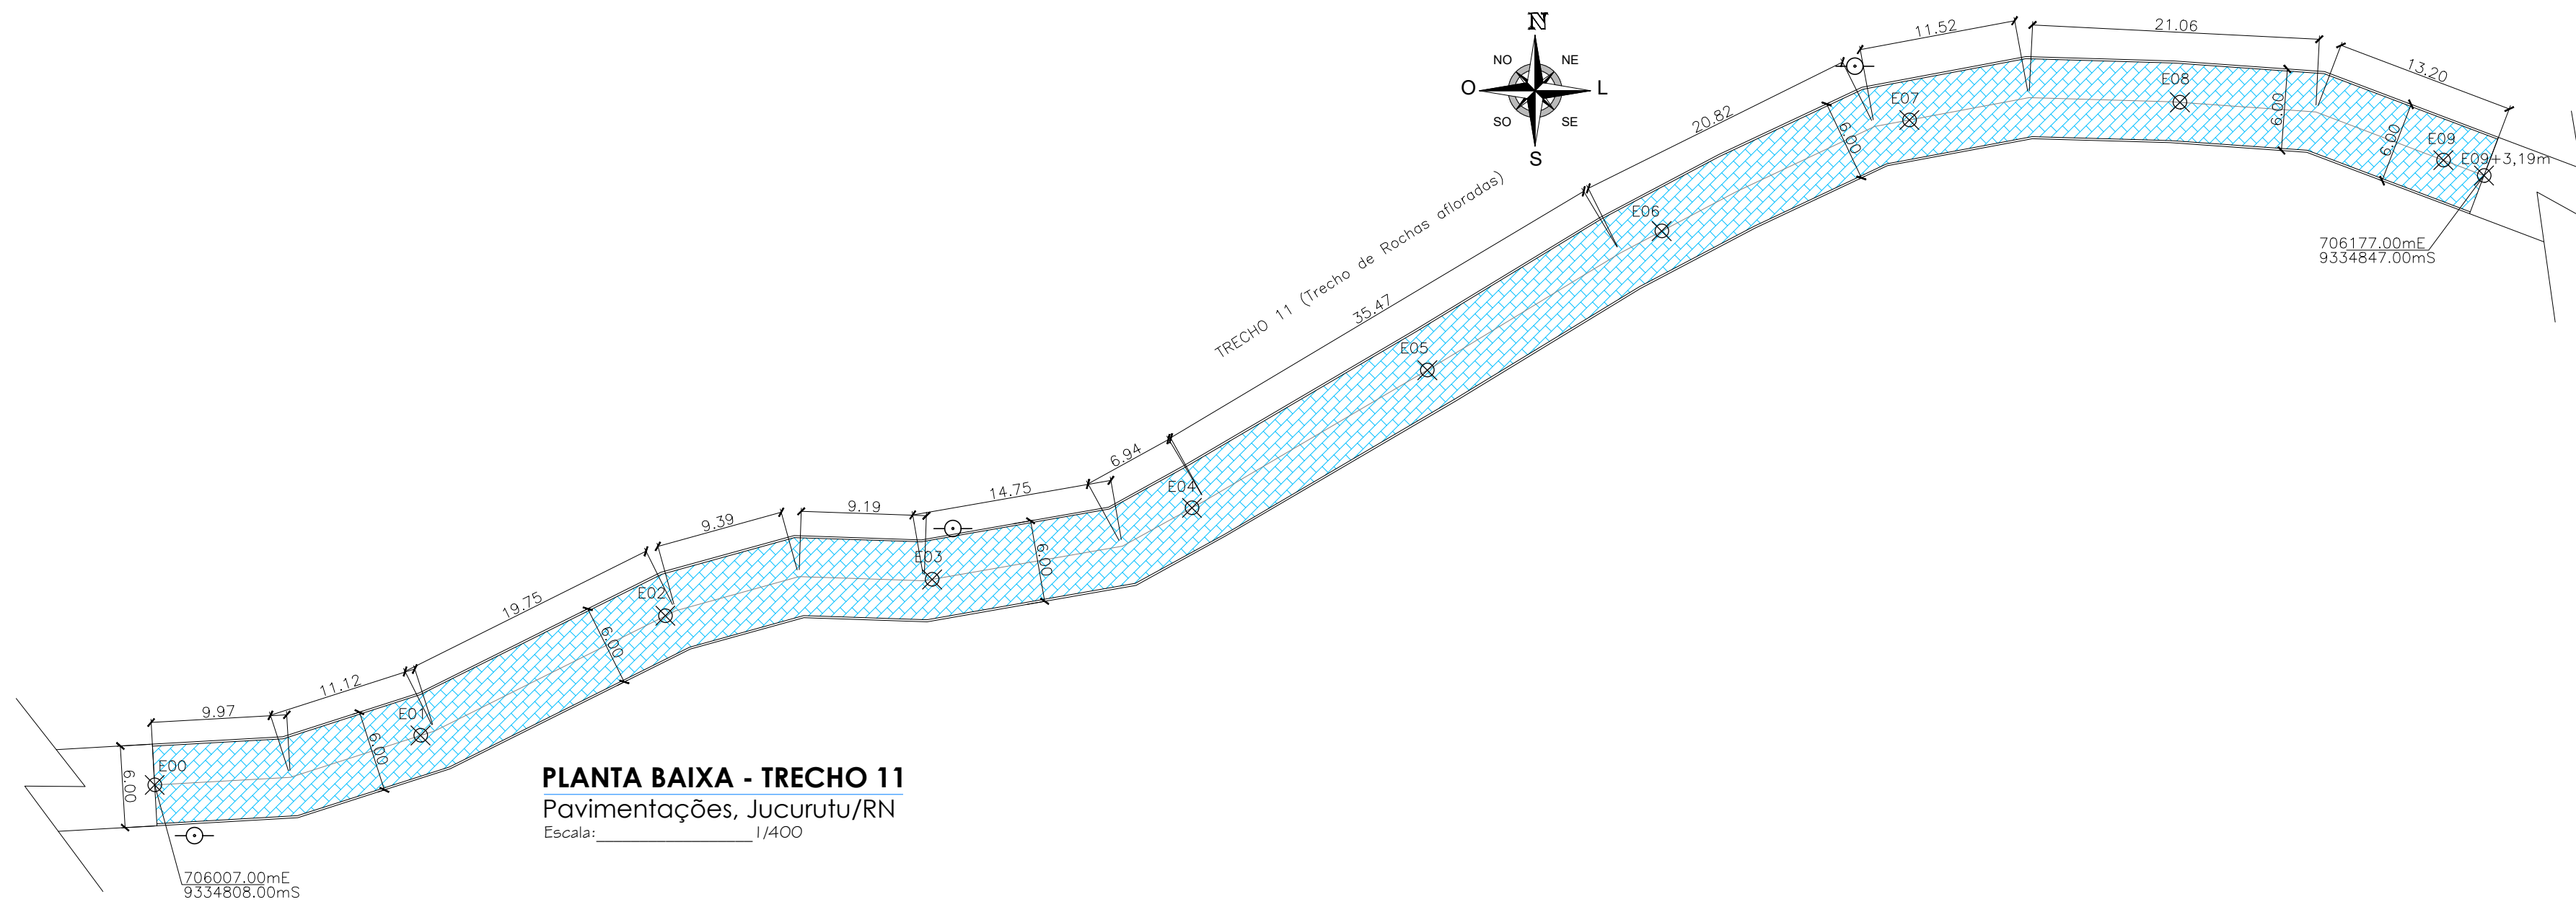 N
NO
NE
O
L
SO
SE
S
11.52
21.06
13.20
20.82
E07
E08
E09
E09+3,19m
6.00
6.00
6.00
706177.00mE
9334847.00mS
TRECHO 11 (Trecho de Rochas afloradas)
35.47
E06
E05
6.94
E04
14.75
9.19
9.39
E03
6.00
E02
19.75
6.00
11.12
E01
9.97
6.00
E00
6.00
706007.00mE
9334808.00mS
PLANTA BAIXA - TRECHO 11
Pavimentações, Jucurutu/RN
Escala: 1/400